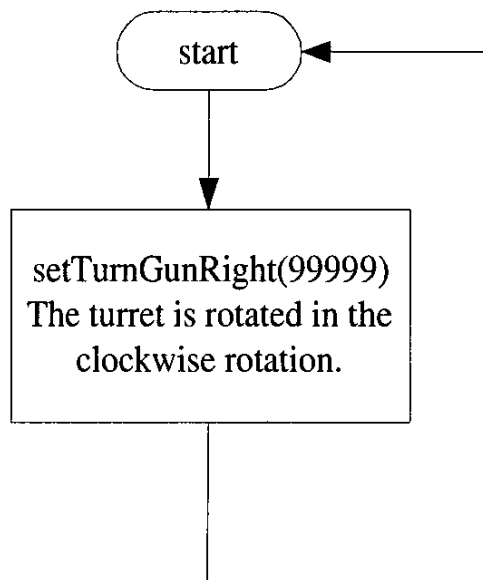 start
setTurnGunRight(99999)
The turret is rotated in the
clockwise rotation.